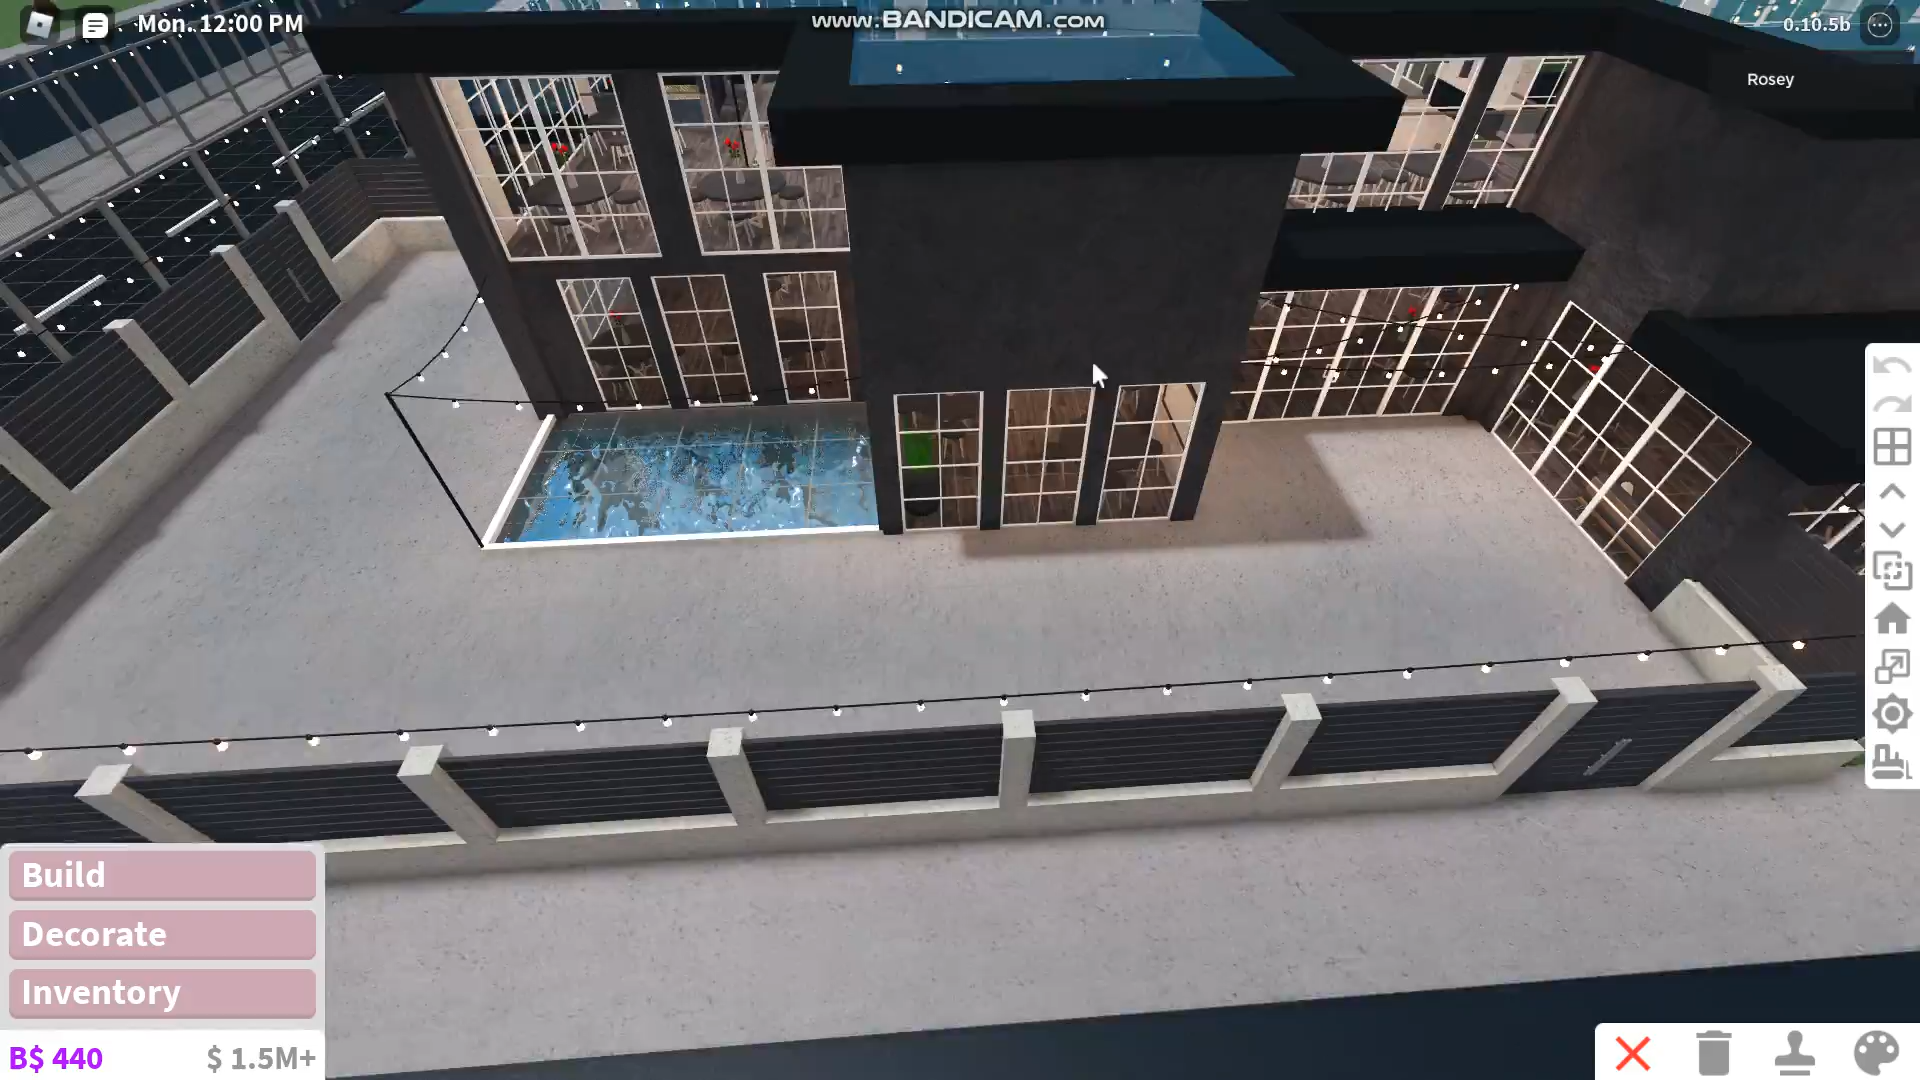 Mon. 12:00 PM
www.BANDICAM.com
0.10.5b
Rosey
Build
Decorate
Inventory
B$ 440
$ 1.5M+